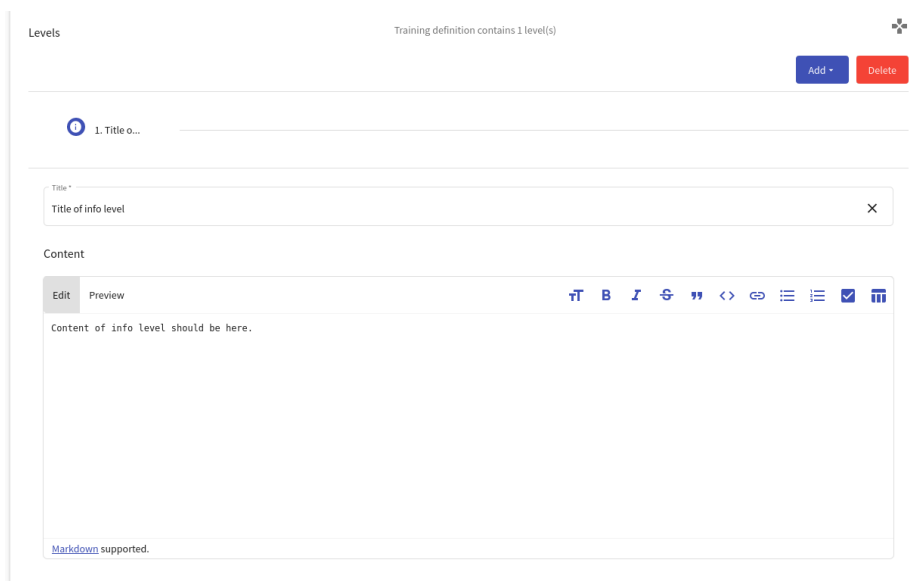 Levels
Training definition contains 1 level(s)
Add
Delete
1. Title o...
Title *
Title of info level
Content
Edit
Preview
Content of info level should be here.
Markdown supported.